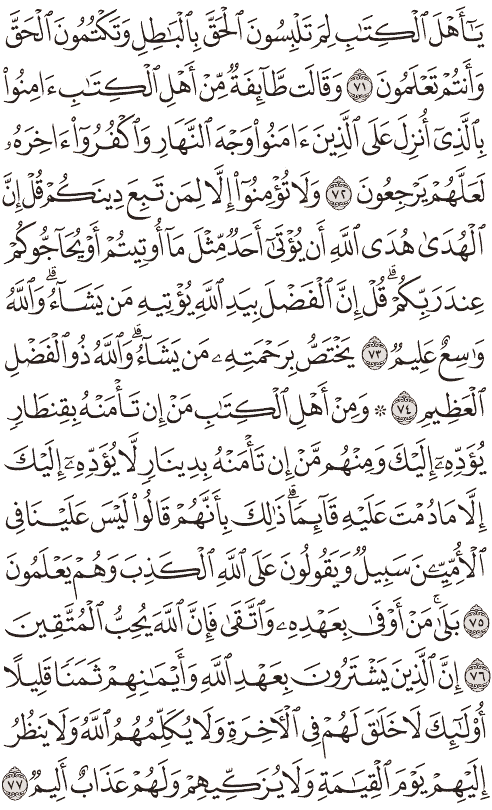 يَـٰٓأَهْلَ ٱلْكِتَـٰبِ لِمَ تَلْبِسُونَ ٱلْحَقَّ بِٱلْبَـٰطِلِ وَتَكْتُمُونَ ٱلْحَقَّ
وَأَنتُمْ تَعْلَمُونَ ٧١ وَقَالَت طَّآئِفَةٌ مِّنْ أَهْلِ ٱلْكِتَـٰبِ ءَامِنُوا۟
بِٱلَّذِىٓ أُنزِلَ عَلَى ٱلَّذِينَ ءَامَنُوا۟ وَجْهَ ٱلنَّهَارِ وَٱكْفُرُوٓا۟ ءَاخِرَهُۥ
لَعَلَّهُمْ يَرْجِعُونَ ٧٢ وَلَا تُؤْمِنُوٓا۟ إِلَّا لِمَن تَبِعَ دِينَكُمْ قُلْ إِنَّ
ٱلْهُدَىٰ هُدَى ٱللَّهِ أَن يُؤْتَىٰٓ أَحَدٌ مِّثْلَ مَآ أُوتِيتُمْ أَوْ يُحَآجُّوكُمْ
عِندَ رَبِّكُمْ ۗ قُلْ إِنَّ ٱلْفَضْلَ بِيَدِ ٱللَّهِ يُؤْتِيهِ مَن يَشَآءُ ۗ وَٱللَّهُ
وَٰسِعٌ عَلِيمٌ ٧٣ يَخْتَصُّ بِرَحْمَتِهِۦ مَن يَشَآءُ ۗ وَٱللَّهُ ذُو ٱلْفَضْلِ
ٱلْعَظِيمِ ٧٤ ۞ وَمِنْ أَهْلِ ٱلْكِتَـٰبِ مَنْ إِن تَأْمَنْهُ بِقِنطَارٍ
يُؤَدِّهِۦٓ إِلَيْكَ وَمِنْهُم مَّنْ إِن تَأْمَنْهُ بِدِينَارٍ لَّا يُؤَدِّهِۦٓ إِلَيْكَ
إِلَّا مَا دُمْتَ عَلَيْهِ قَآئِمًا ۗ ذَٰلِكَ بِأَنَّهُمْ قَالُوا۟ لَيْسَ عَلَيْنَا فِى
ٱلْأُمِّيِّـۧنَ سَبِيلٌ وَيَقُولُونَ عَلَى ٱللَّهِ ٱلْكَذِبَ وَهُمْ يَعْلَمُونَ
٧٥ بَلَىٰ ۚ مَنْ أَوْفَىٰ بِعَهْدِهِۦ وَٱتَّقَىٰ فَإِنَّ ٱللَّهَ يُحِبُّ ٱلْمُتَّقِينَ
٧٦ إِنَّ ٱلَّذِينَ يَشْتَرُونَ بِعَهْدِ ٱللَّهِ وَأَيْمَـٰنِهِمْ ثَمَنًا قَلِيلًا
أُو۟لَـٰٓئِكَ لَا خَلَـٰقَ لَهُمْ فِى ٱلْـَٔاخِرَةِ وَلَا يُكَلِّمُهُمُ ٱللَّهُ وَلَا يَنظُرُ
إِلَيْهِمْ يَوْمَ ٱلْقِيَـٰمَةِ وَلَا يُزَكِّيهِمْ وَلَهُمْ عَذَابٌ أَلِيمٌ ٧٧